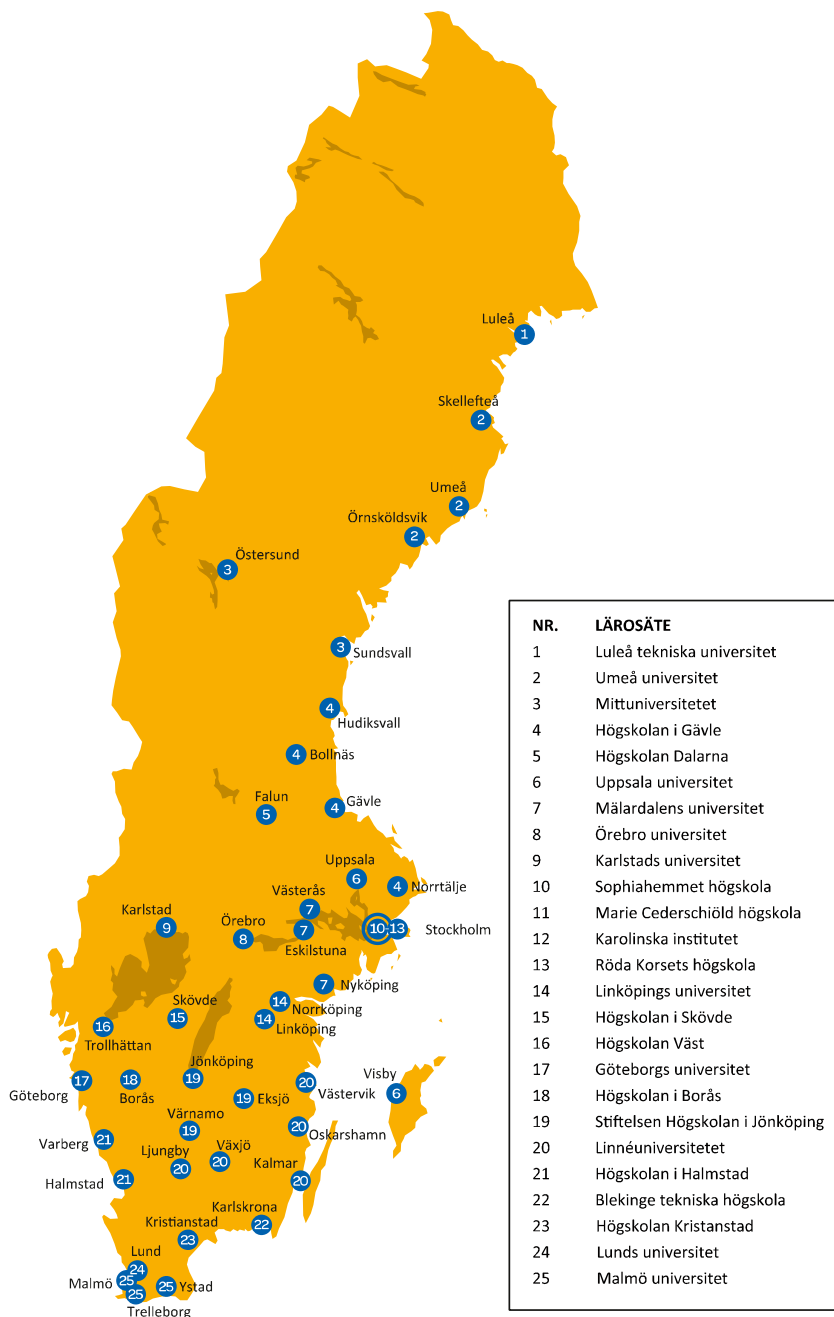 Luleå
1
Skellefteå
2
Umeå
2
Örnsköldsvik
2
Östersund
3
3
Sundsvall
4
Hudiksvall
4 Bollnäs
Falun
5
Gävle
4
Uppsala
6
4 Norrtälje
Västerås
7
Karlstad
9
Örebro
8
7
Eskilstuna
10-13 Stockholm
7 Nyköping
14
Norrköping
14
Linköping
Skövde
15
16
Trollhättan
Jönköping
19
17
Göteborg
18
Borås
19 Eksjö
20
Västervik
Visby
6
Värnamo
19
20
Oskarshamn
Varberg 21
Ljungby
20
Växjö
20
Kalmar
20
Halmstad 21
Karlskrona
22
Kristianstad
23
Lund
24
Malmö 25
25 Ystad
25
Trelleborg
NR. LÄROSÄTE
1 Luleå tekniska universitet
2 Umeå universitet
3 Mittuniversitetet
4 Högskolan i Gävle
5 Högskolan Dalarna
6 Uppsala universitet
7 Mälardalens universitet
8 Örebro universitet
9 Karlstads universitet
10 Sophiahemmet högskola
11 Marie Cederschiöld högskola
12 Karolinska institutet
13 Röda Korsets högskola
14 Linköpings universitet
15 Högskolan i Skövde
16 Högskolan Väst
17 Göteborgs universitet
18 Högskolan i Borås
19 Stiftelsen Högskolan i Jönköping
20 Linnéuniversitetet
21 Högskolan i Halmstad
22 Blekinge tekniska högskola
23 Högskolan Kristanstad
24 Lunds universitet
25 Malmö universitet